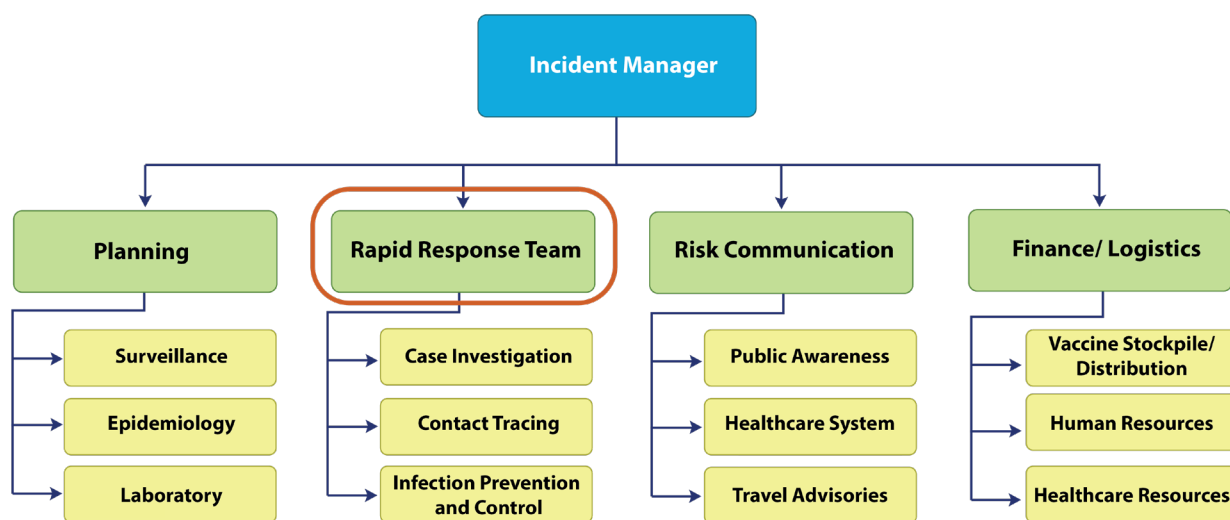 Incident Manager
Planning
Rapid Response Team
Risk Communication
Finance/ Logistics
Surveillance
Epidemiology
Laboratory
Case Investigation
Contact Tracing
Infection Prevention
and Control
Public Awareness
Healthcare System
Travel Advisories
Vaccine Stockpile/
Distribution
Human Resources
Healthcare Resources